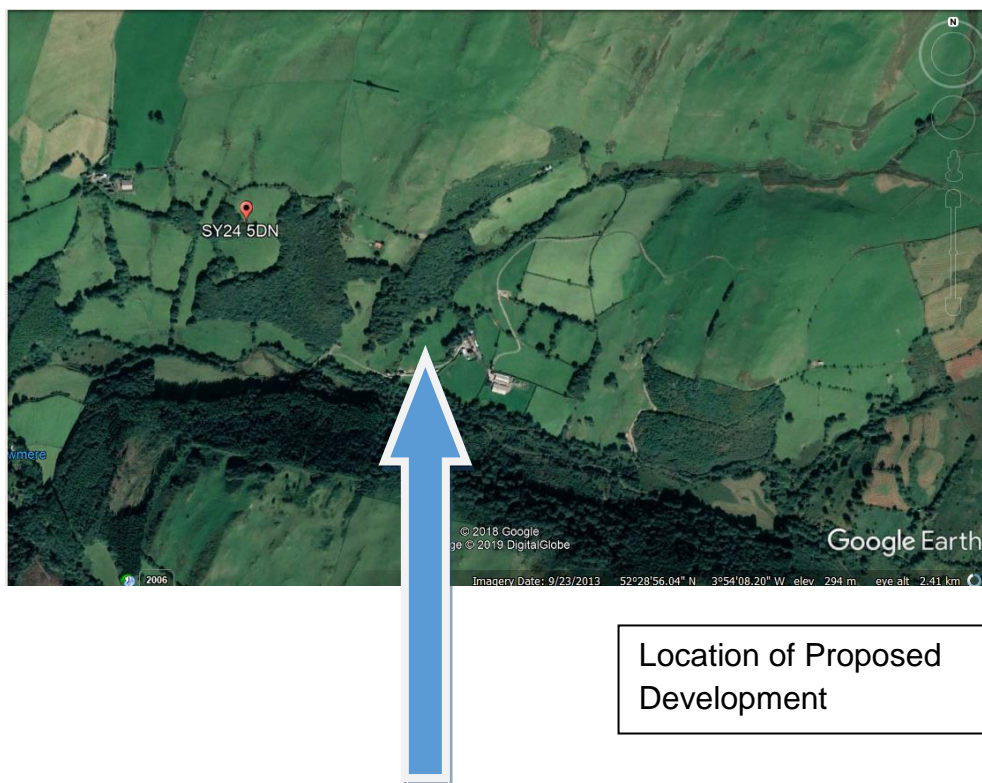 N
SY24 5DN
wmere
© 2018 Google
ge © 2019 DigitalGlobe
Google Earth
2006
Imagery Date: 9/23/2013 52°28'56.04" N 3°54'08.20" W elev 294 m eye alt 2.41 km
Location of Proposed
Development